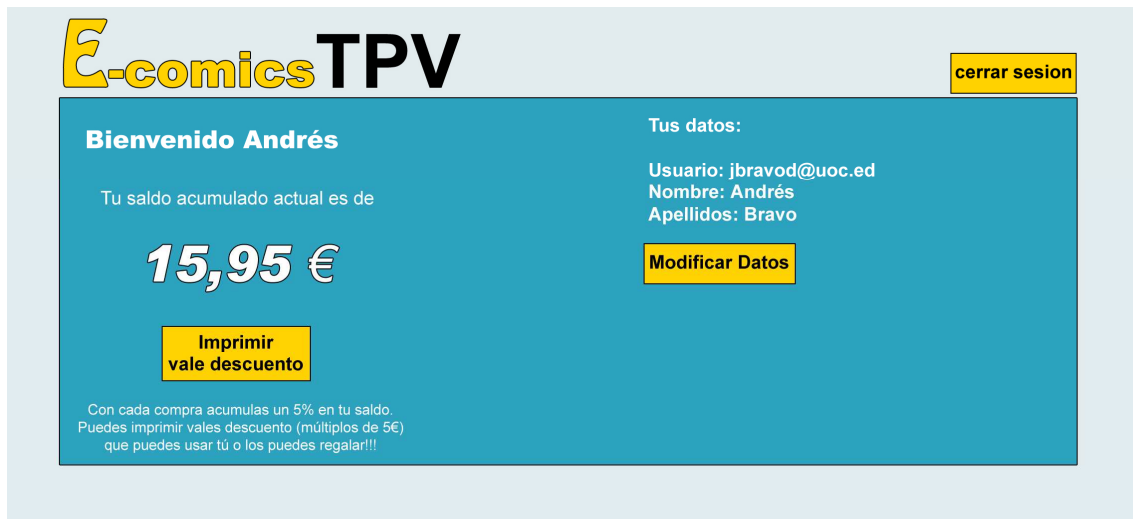 E-comics TPV
cerrar sesion
Bienvenido Andrés
Tu saldo acumulado actual es de
15,95 €
Imprimir
vale descuento
Con cada compra acumulas un 5% en tu saldo.
Puedes imprimir vales descuento (múltiplos de 5€)
que puedes usar tú o los puedes regalar!!!
Tus datos:
Usuario: jbravod@uoc.ed
Nombre: Andrés
Apellidos: Bravo
Modificar Datos